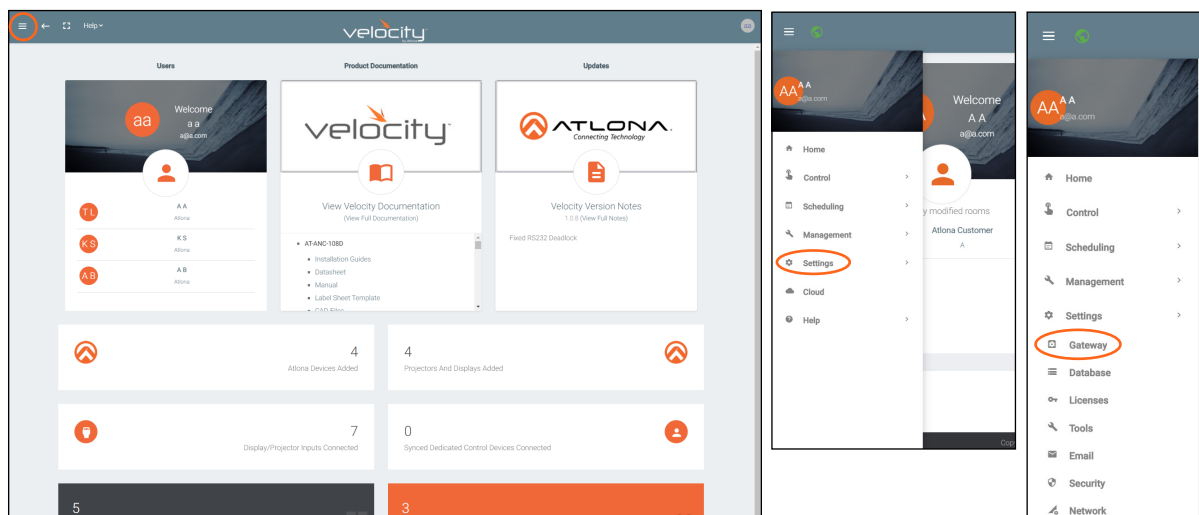 Help
velocity
by atlona
aa
Users
Product Documentation
Updates
aa
Welcome
a a
a@a.com
velocity
ATLONA.
Connecting Technology
View Velocity Documentation
(View Full Documentation)
Velocity Version Notes
1.0.8 (View Full Notes)
TL
A A
Atlona
KS
K S
Atlona
AB
A B
Atlona
• AT-ANC-108D
• Installation Guides
• Datasheet
• Manual
• Label Sheet Template
• CAD Files
Fixed RS232 Deadlock
4
Atlona Devices Added
4
Projectors And Displays Added
7
Display/Projector Inputs Connected
0
Synced Dedicated Control Devices Connected
5
3
AA
A A
a@a.com
Home
Control
Scheduling
Management
Settings
Cloud
Help
Welcome
A A
a@a.com
y modified rooms
Atlona Customer
A
Cop
AA
A A
a@a.com
Home
Control
Scheduling
Management
Settings
Gateway
Database
Licenses
Tools
Email
Security
Network